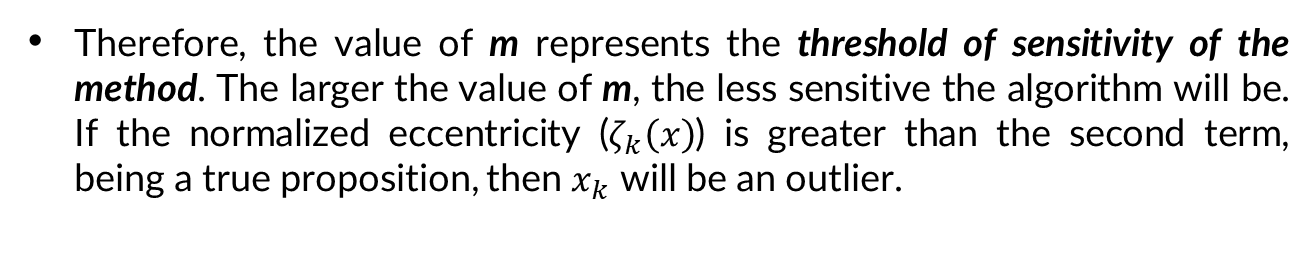 • Therefore, the value of m represents the threshold of sensitivity of the
method. The larger the value of m, the less sensitive the algorithm will be.
If the normalized eccentricity (ζₖ(x)) is greater than the second term,
being a true proposition, then xₖ will be an outlier.